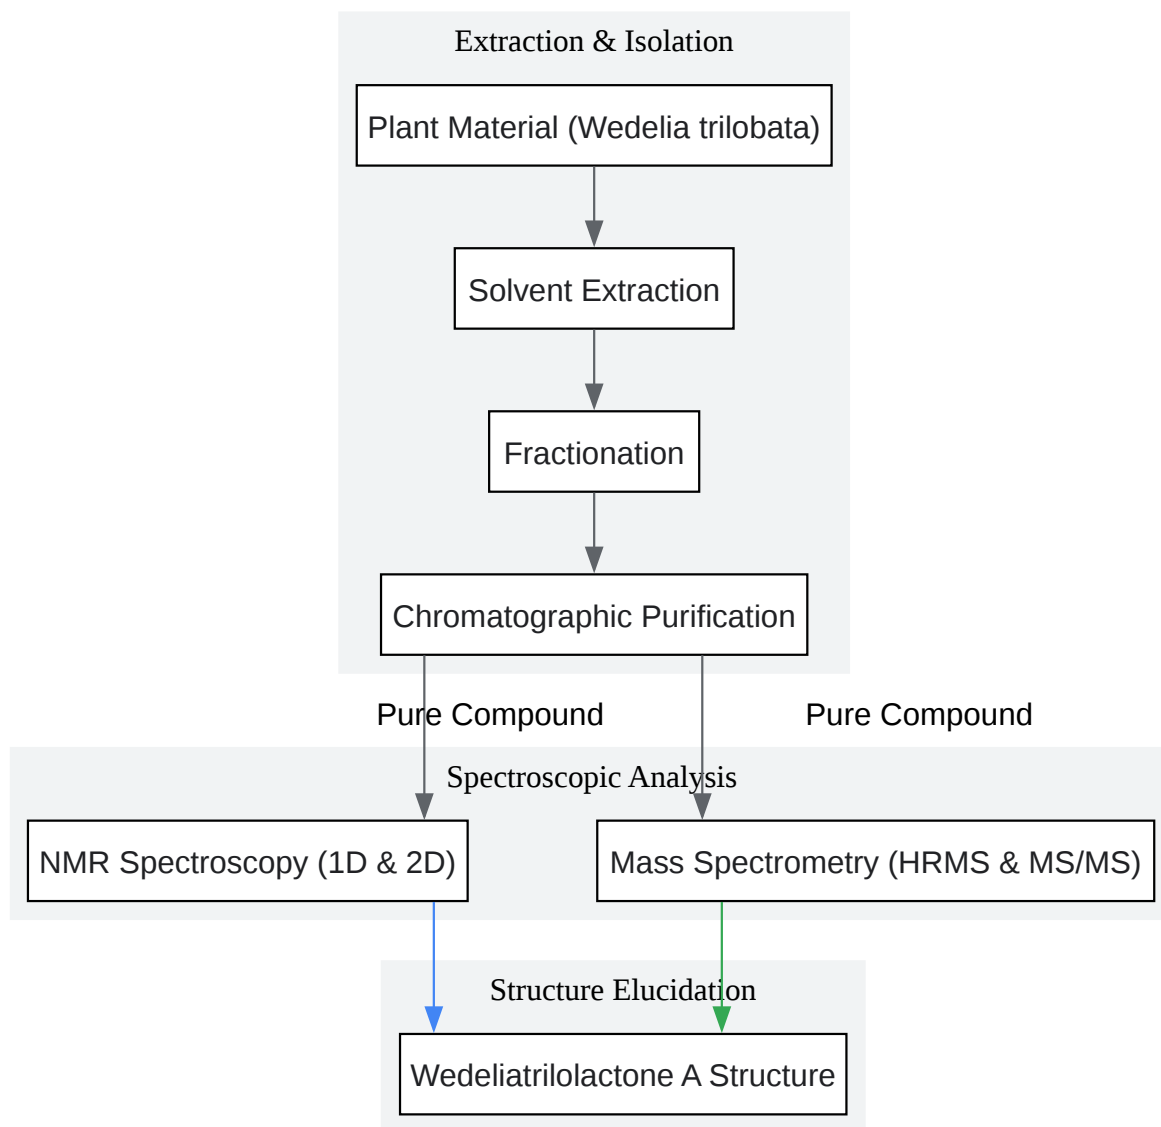 Extraction & Isolation
Plant Material (Wedelia trilobata)
Solvent Extraction
Fractionation
Chromatographic Purification
Pure Compound
Pure Compound
Spectroscopic Analysis
NMR Spectroscopy (1D & 2D)
Mass Spectrometry (HRMS & MS/MS)
Structure Elucidation
Wedeliatrilolactone A Structure